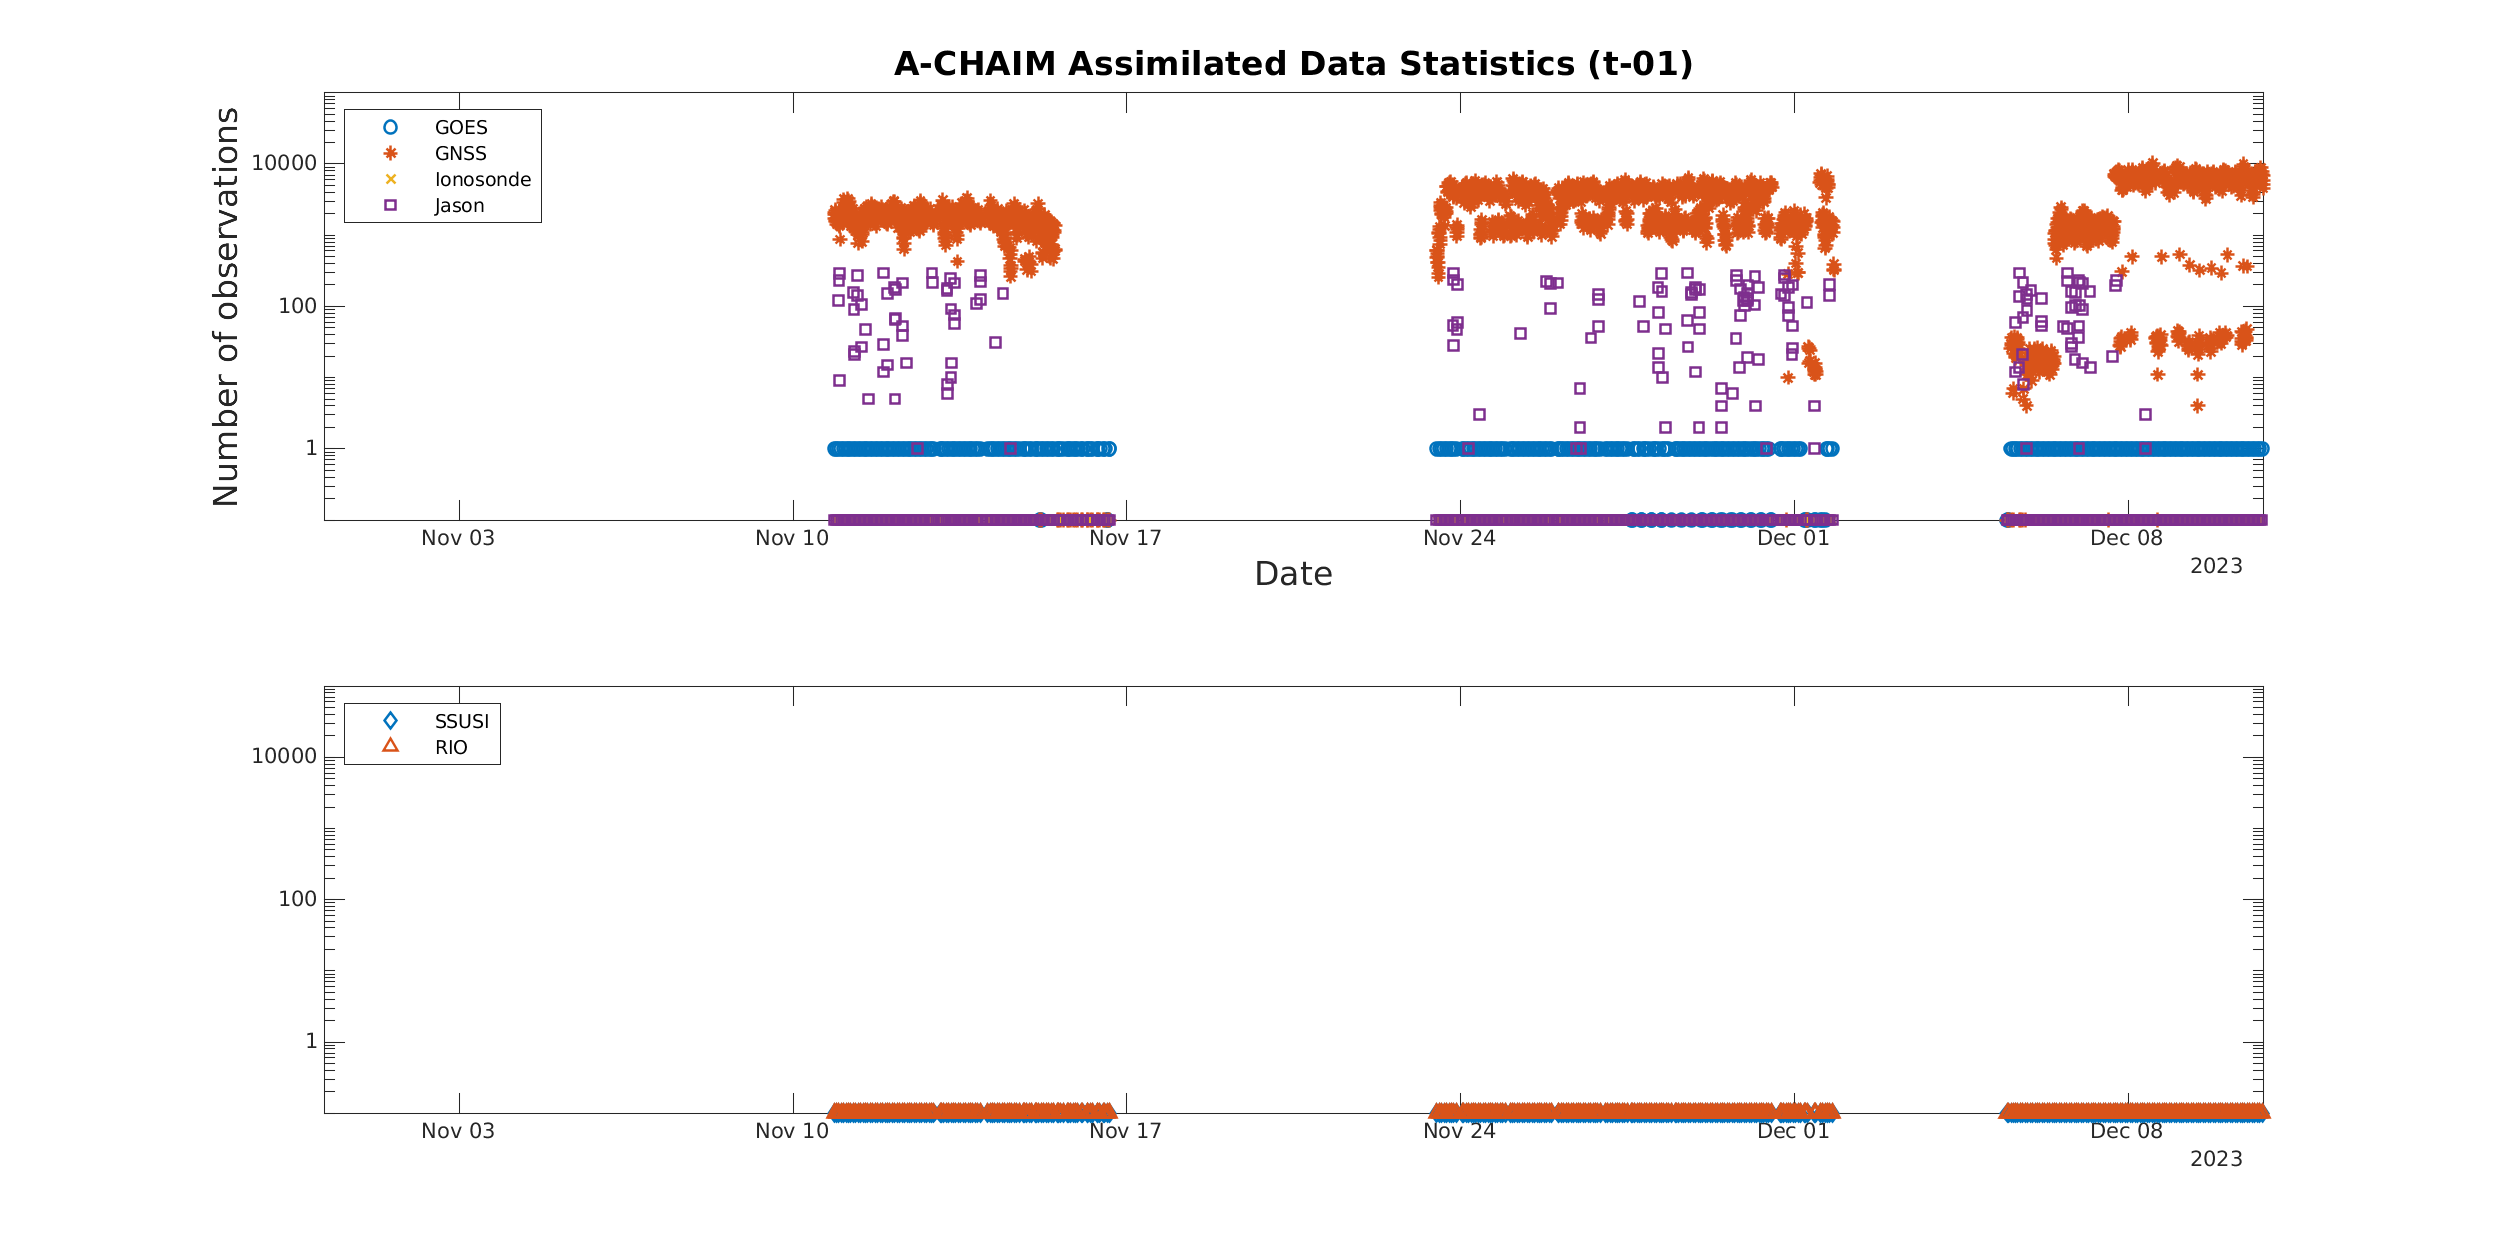 A-CHAIM Assimilated Data Statistics (t-01)
Number of observations
10000
100
1
GOES
GNSS
Ionosonde
Jason
Nov 03
Nov 10
Nov 17
Nov 24
Dec 01
Dec 08
2023
Date
10000
100
1
SSUSI
RIO
Nov 03
Nov 10
Nov 17
Nov 24
Dec 01
Dec 08
2023